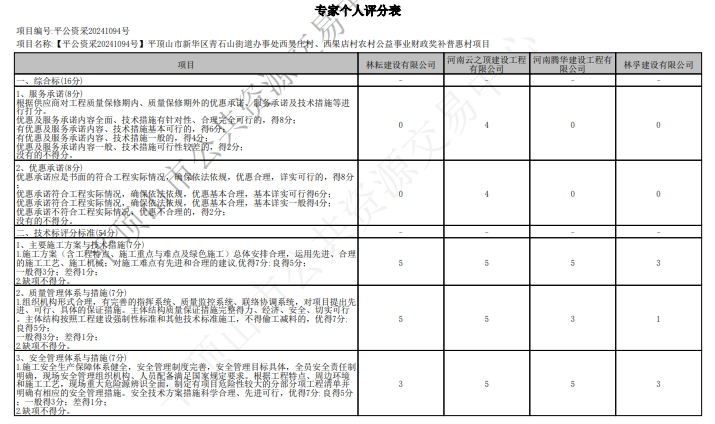 专家个人评分表
项目编号:平公资采20241094号
项目名称:【平公资采20241094号】平顶山市新华区青石山街道办事处西吴庄村、西果店村农村公益事业财政奖补普惠村项目
项目 林耘建设有限公司 河南云之顶建设工程有限公司 河南腾华建设工程有限公司 林孚建设有限公司
一、综合标(16分) - - - -
1、服务承诺(8分)
根据供应商对工程质量保修期内、质量保修期外的优惠承诺、服务承诺及技术措施等进
行打分。
优惠及服务承诺内容全面、技术措施有针对性、合理完全可行的，得8分;
有优惠及服务承诺内容、技术措施基本可行的，得6分;
有优惠及服务承诺内容、技术措施一般的，得4分;
优惠及服务承诺内容一般、技术措施可行性较差的，得2分;
没有的不得分。
0 4 0 0
2、优惠承诺(8分)
优惠承诺应是书面的符合工程实际情况，确保依法依规，优惠合理，详实可行的，得8分
;
优惠承诺符合工程实际情况，确保依法依规，优惠基本合理，基本详实可行得6分;
优惠承诺符合工程实际情况，确保依法依规，优惠基本合理，基本详实一般得4分;
优惠承诺不符合工程实际情况，优惠不合理的，得2分;
没有的不得分。
0 4 0 0
二、技术标评分标准(54分) - - - -
1、主要施工方案与技术措施(7分)
1.施工方案（含工程特点、施工重点与难点及绿色施工）总体安排合理，运用先进、合理
的施工工艺、施工机械；对施工难点有先进和合理的建议,优得7分;良得5分;
一般得3分；差得1分;
2.缺项不得分。
5 5 5 3
2、质量管理体系与措施(7分)
1.组织机构形式合理，有完善的指挥系统、质量监控系统、联络协调系统，对项目提出先
进、可行、具体的保证措施。主体结构质量保证措施完整得力、经济、安全、切实可行
。主体结构按照工程建设强制性标准和其他技术标准施工，不得偷工减料的，优得7分;
良得5分;
一般得3分；差得1分;
2.缺项不得分。
5 5 3 1
3、安全管理体系与措施(7分)
1.施工安全生产保障体系健全，安全管理制度完善，安全管理目标具体，全员安全责任制
明确，现场安全管理组织机构、人员配备满足国家规定要求。根据工程特点、周边环境
和施工工艺，现场重大危险源辨识全面，制定有项目危险性较大的分部分项工程清单并
明确有相应的安全管理措施。安全技术方案措施科学合理、先进可行，优得7分;良得5分
；一般得3分；差得1分;
2.缺项不得分。
3 5 5 3